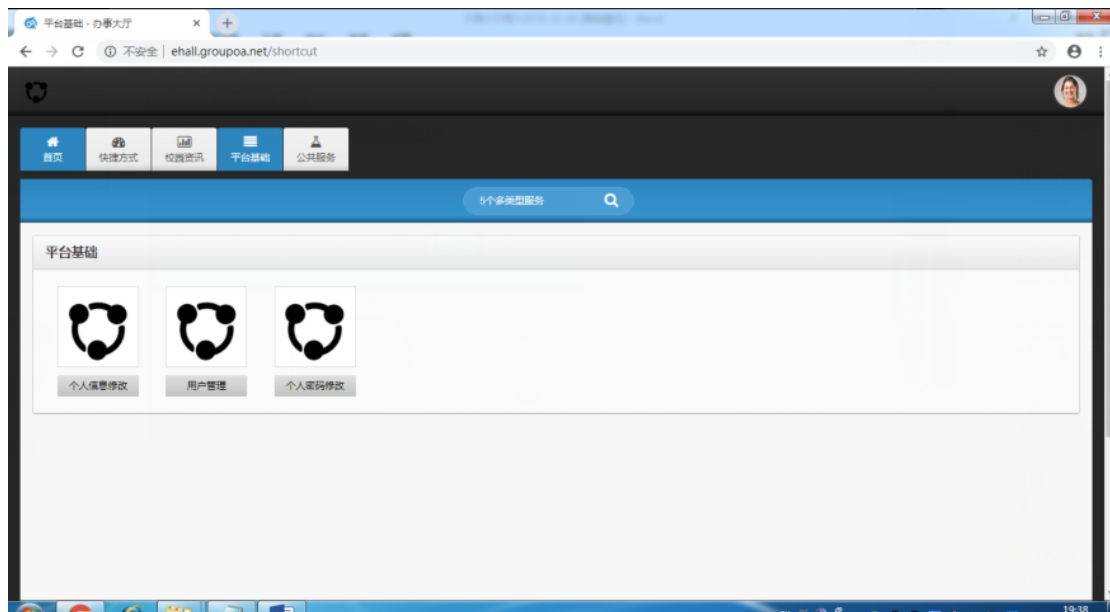 平台基础 - 办事大厅
不安全 | ehall.groupoa.net/shortcut
首页
快捷方式
校园资讯
平台基础
公共服务
5个多类型服务
平台基础
个人信息修改
用户管理
个人密码修改
19:38